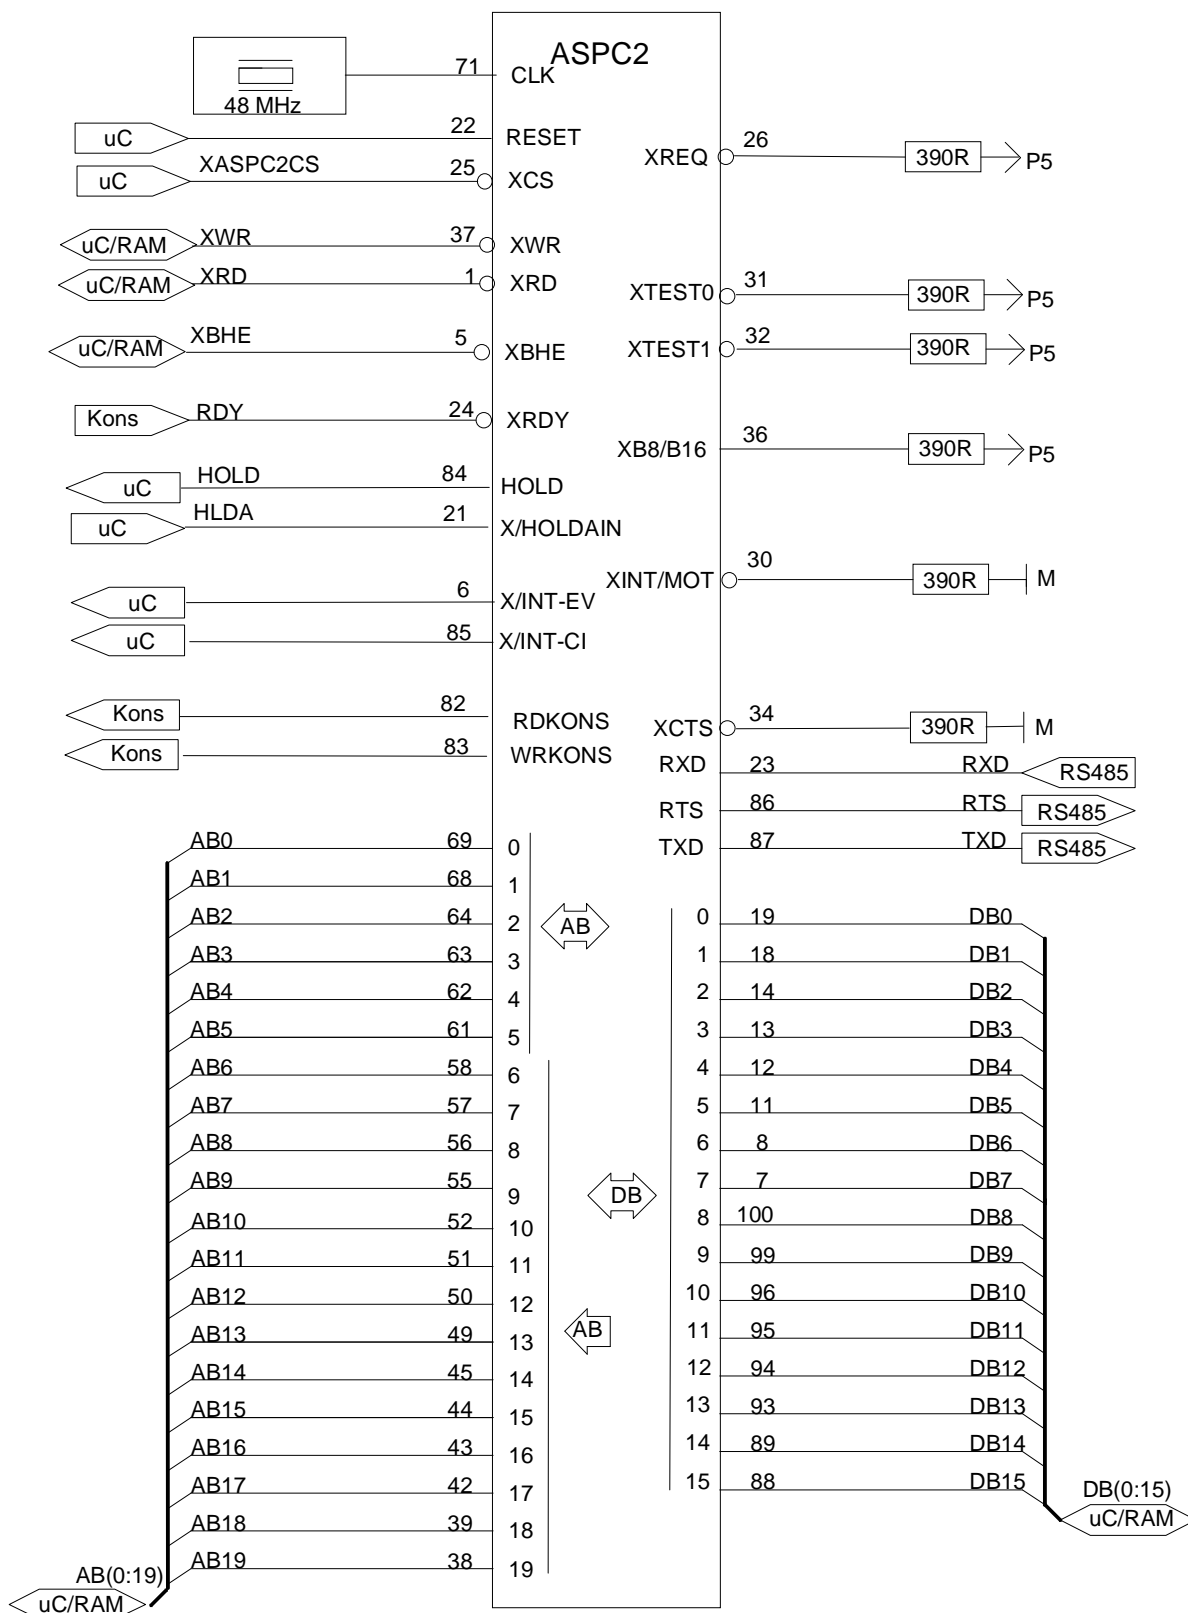 ASPC2
48 MHz 71 CLK
uC 22 RESET
uC XASPC2CS 25 XCS
uC/RAM XWR 37 XWR
uC/RAM XRD 1 XRD
uC/RAM XBHE 5 XBHE
Kons RDY 24 XRDY
uC HOLD 84 HOLD
uC HLDA 21 X/HOLDAIN
uC 6 X/INT-EV
uC 85 X/INT-CI
Kons 82 RDKONS
Kons 83 WRKONS
AB0 69 0
AB1 68 1
AB2 64 2
AB3 63 3
AB4 62 4
AB5 61 5
AB
AB6 58 6
AB7 57 7
AB8 56 8
AB9 55 9
AB10 52 10
AB11 51 11
AB12 50 12
AB13 49 13
AB14 45 14
AB15 44 15
AB16 43 16
AB17 42 17
AB18 39 18
AB19 38 19
AB
AB(0:19)
uC/RAM
XREQ 26 390R P5
XTEST0 31 390R P5
XTEST1 32 390R P5
XB8/B16 36 390R P5
XINT/MOT 30 390R M
XCTS 34 390R M
RXD 23 RXD RS485
RTS 86 RTS RS485
TXD 87 TXD RS485
0 19 DB0
1 18 DB1
2 14 DB2
3 13 DB3
4 12 DB4
5 11 DB5
6 8 DB6
7 7 DB7
8 100 DB8
9 99 DB9
10 96 DB10
11 95 DB11
12 94 DB12
13 93 DB13
14 89 DB14
15 88 DB15
DB
DB(0:15)
uC/RAM